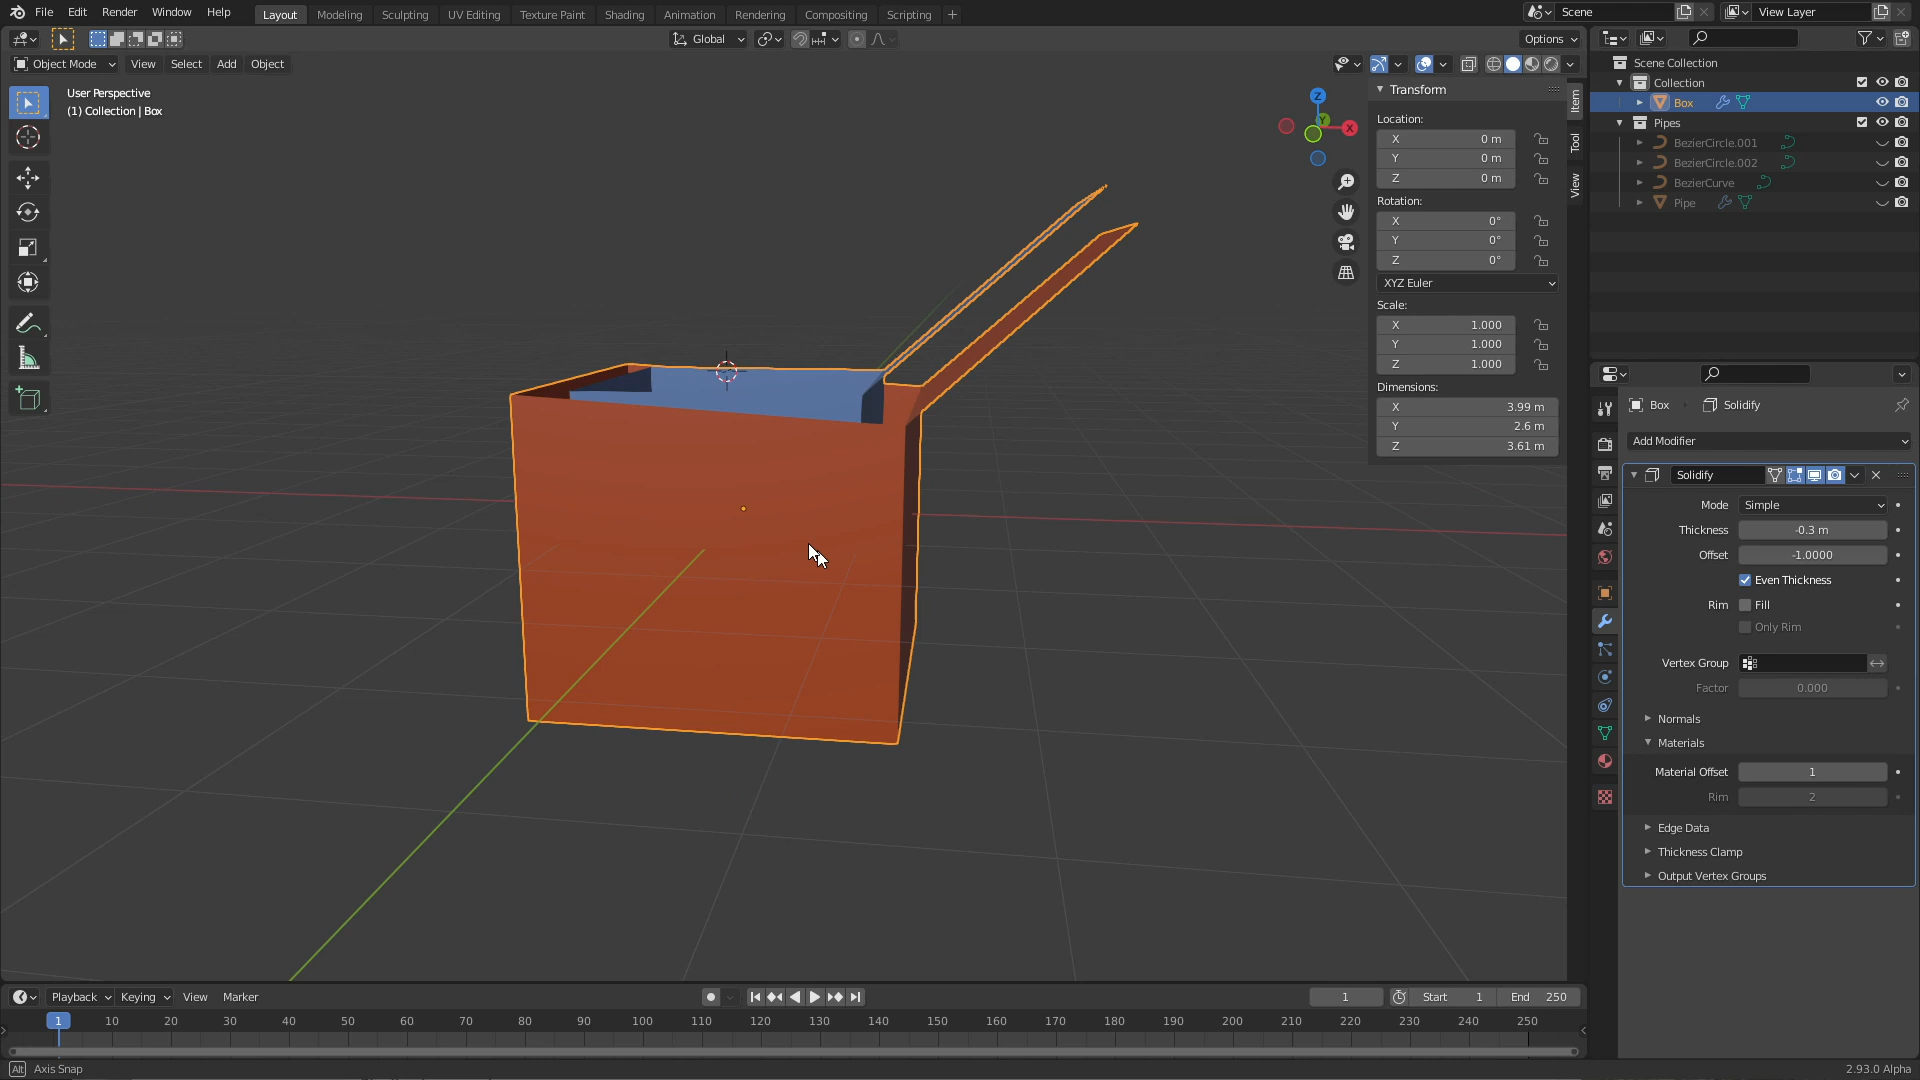 File Edit Render Window Help Layout Modeling Sculpting UV Editing Texture Paint Shading Animation Rendering Compositing Scripting + Scene View Layer
Global Options
Object Mode View Select Add Object
User Perspective
(1) Collection | Box
Z
Y
X
Transform
Location:
X 0 m
Y 0 m
Z 0 m
Rotation:
X 0°
Y 0°
Z 0°
XYZ Euler
Scale:
X 1.000
Y 1.000
Z 1.000
Dimensions:
X 3.99 m
Y 2.6 m
Z 3.61 m
Item
Tool
View
Scene Collection
Collection
Box
Pipes
BezierCircle.001
BezierCircle.002
BezierCurve
Pipe
Box Solidify
Add Modifier
Solidify
Mode Simple
Thickness -0.3 m
Offset -1.0000
Even Thickness
Rim Fill
Only Rim
Vertex Group
Factor 0.000
Normals
Materials
Material Offset 1
Rim 2
Edge Data
Thickness Clamp
Output Vertex Groups
Playback Keying View Marker 1 Start 1 End 250
1 10 20 30 40 50 60 70 80 90 100 110 120 130 140 150 160 170 180 190 200 210 220 230 240 250
Alt Axis Snap 2.93.0 Alpha